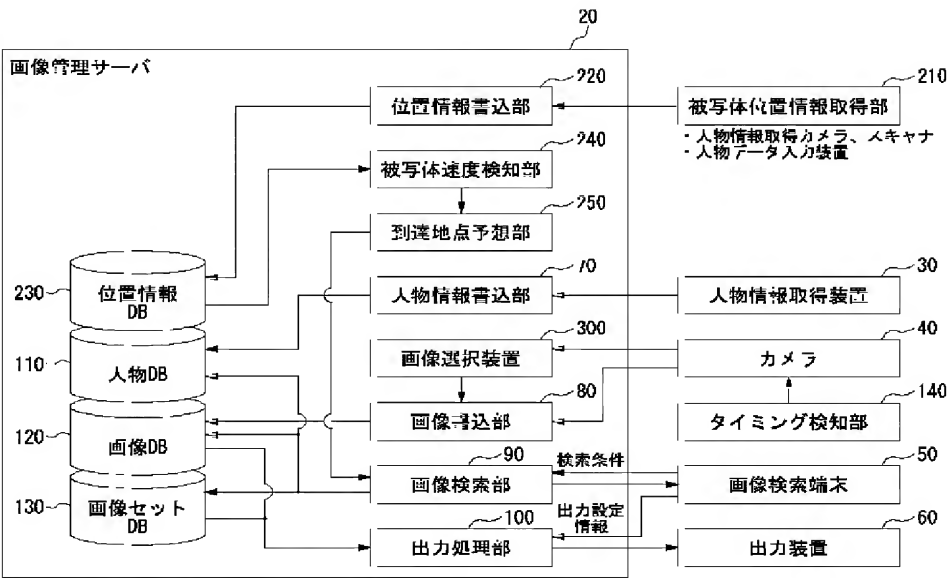 20
画像管理サーバ
220
位置情報書込部
210
被写体位置情報取得部
・人物情報取得カメラ、スキャナ
・人物データ入力装置
240
被写体速度検知部
250
到達地点予想部
230
位置情報
DB
70
人物情報書込部
30
人物情報取得装置
110
人物DB
300
画像選択装置
40
カメラ
120
画像DB
80
画像書込部
140
タイミング検知部
130
画像セット
DB
90
画像検索部
検索条件
50
画像検索端末
出力設定
情報
100
出力処理部
60
出力装置